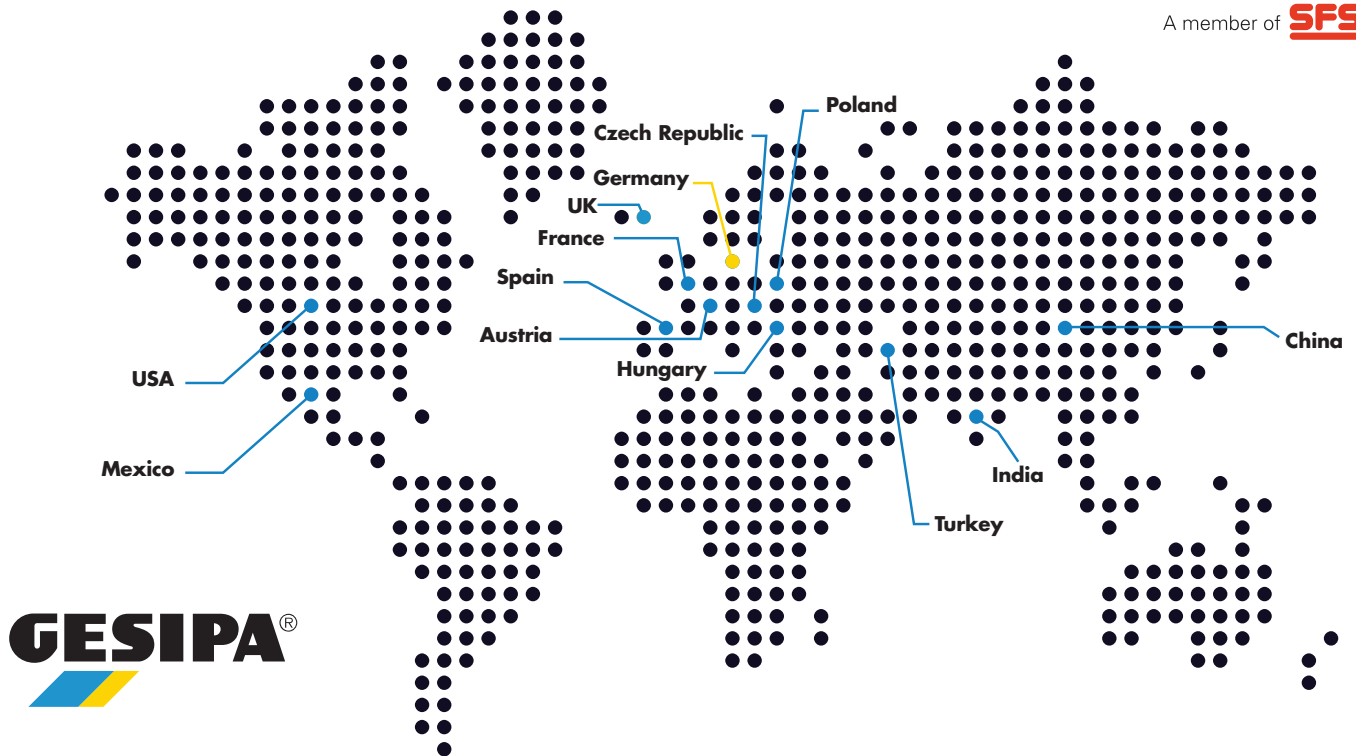 A member of SFS
Poland
Czech Republic
Germany
UK
France
Spain
Austria
Hungary
China
USA
Mexico
India
Turkey
GESIPA®